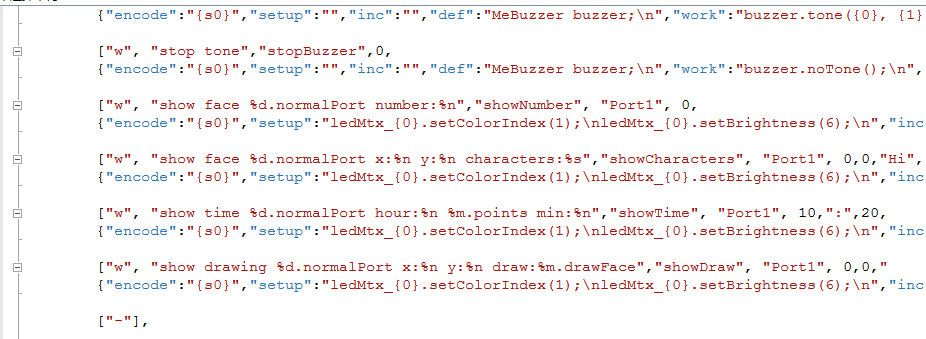 {"encode":"{s0}","setup":"","inc":"","def":"MeBuzzer buzzer;\n","work":"buzzer.tone({0}, {1}
["w", "stop tone","stopBuzzer",0,
{"encode":"{s0}","setup":"","inc":"","def":"MeBuzzer buzzer;\n","work":"buzzer.noTone();\n",
["w", "show face %d.normalPort number:%n","showNumber", "Port1", 0,
{"encode":"{s0}","setup":"ledMtx_{0}.setColorIndex(1);\nledMtx_{0}.setBrightness(6);\n","inc
["w", "show face %d.normalPort x:%n y:%n characters:%s","showCharacters", "Port1", 0,0,"Hi",
{"encode":"{s0}","setup":"ledMtx_{0}.setColorIndex(1);\nledMtx_{0}.setBrightness(6);\n","inc
["w", "show time %d.normalPort hour:%n %m.points min:%n","showTime", "Port1", 10,":",20,
{"encode":"{s0}","setup":"ledMtx_{0}.setColorIndex(1);\nledMtx_{0}.setBrightness(6);\n","inc
["w", "show drawing %d.normalPort x:%n y:%n draw:%m.drawFace","showDraw", "Port1", 0,0,"
{"encode":"{s0}","setup":"ledMtx_{0}.setColorIndex(1);\nledMtx_{0}.setBrightness(6);\n","inc
["-"],